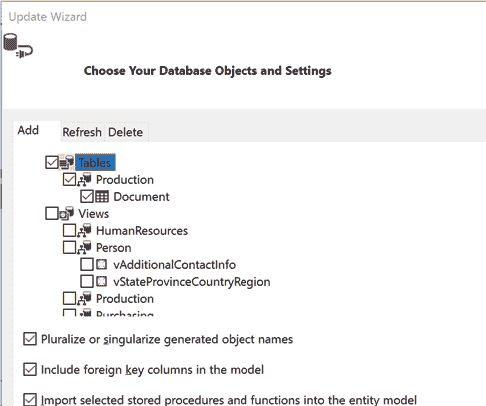 Update Wizard
Choose Your Database Objects and Settings
Add Refresh Delete
Tables
Production
Document
Views
HumanResources
Person
vAdditionalContactInfo
vStateProvinceCountryRegion
Production
Purchasing
Pluralize or singularize generated object names
Include foreign key columns in the model
Import selected stored procedures and functions into the entity model